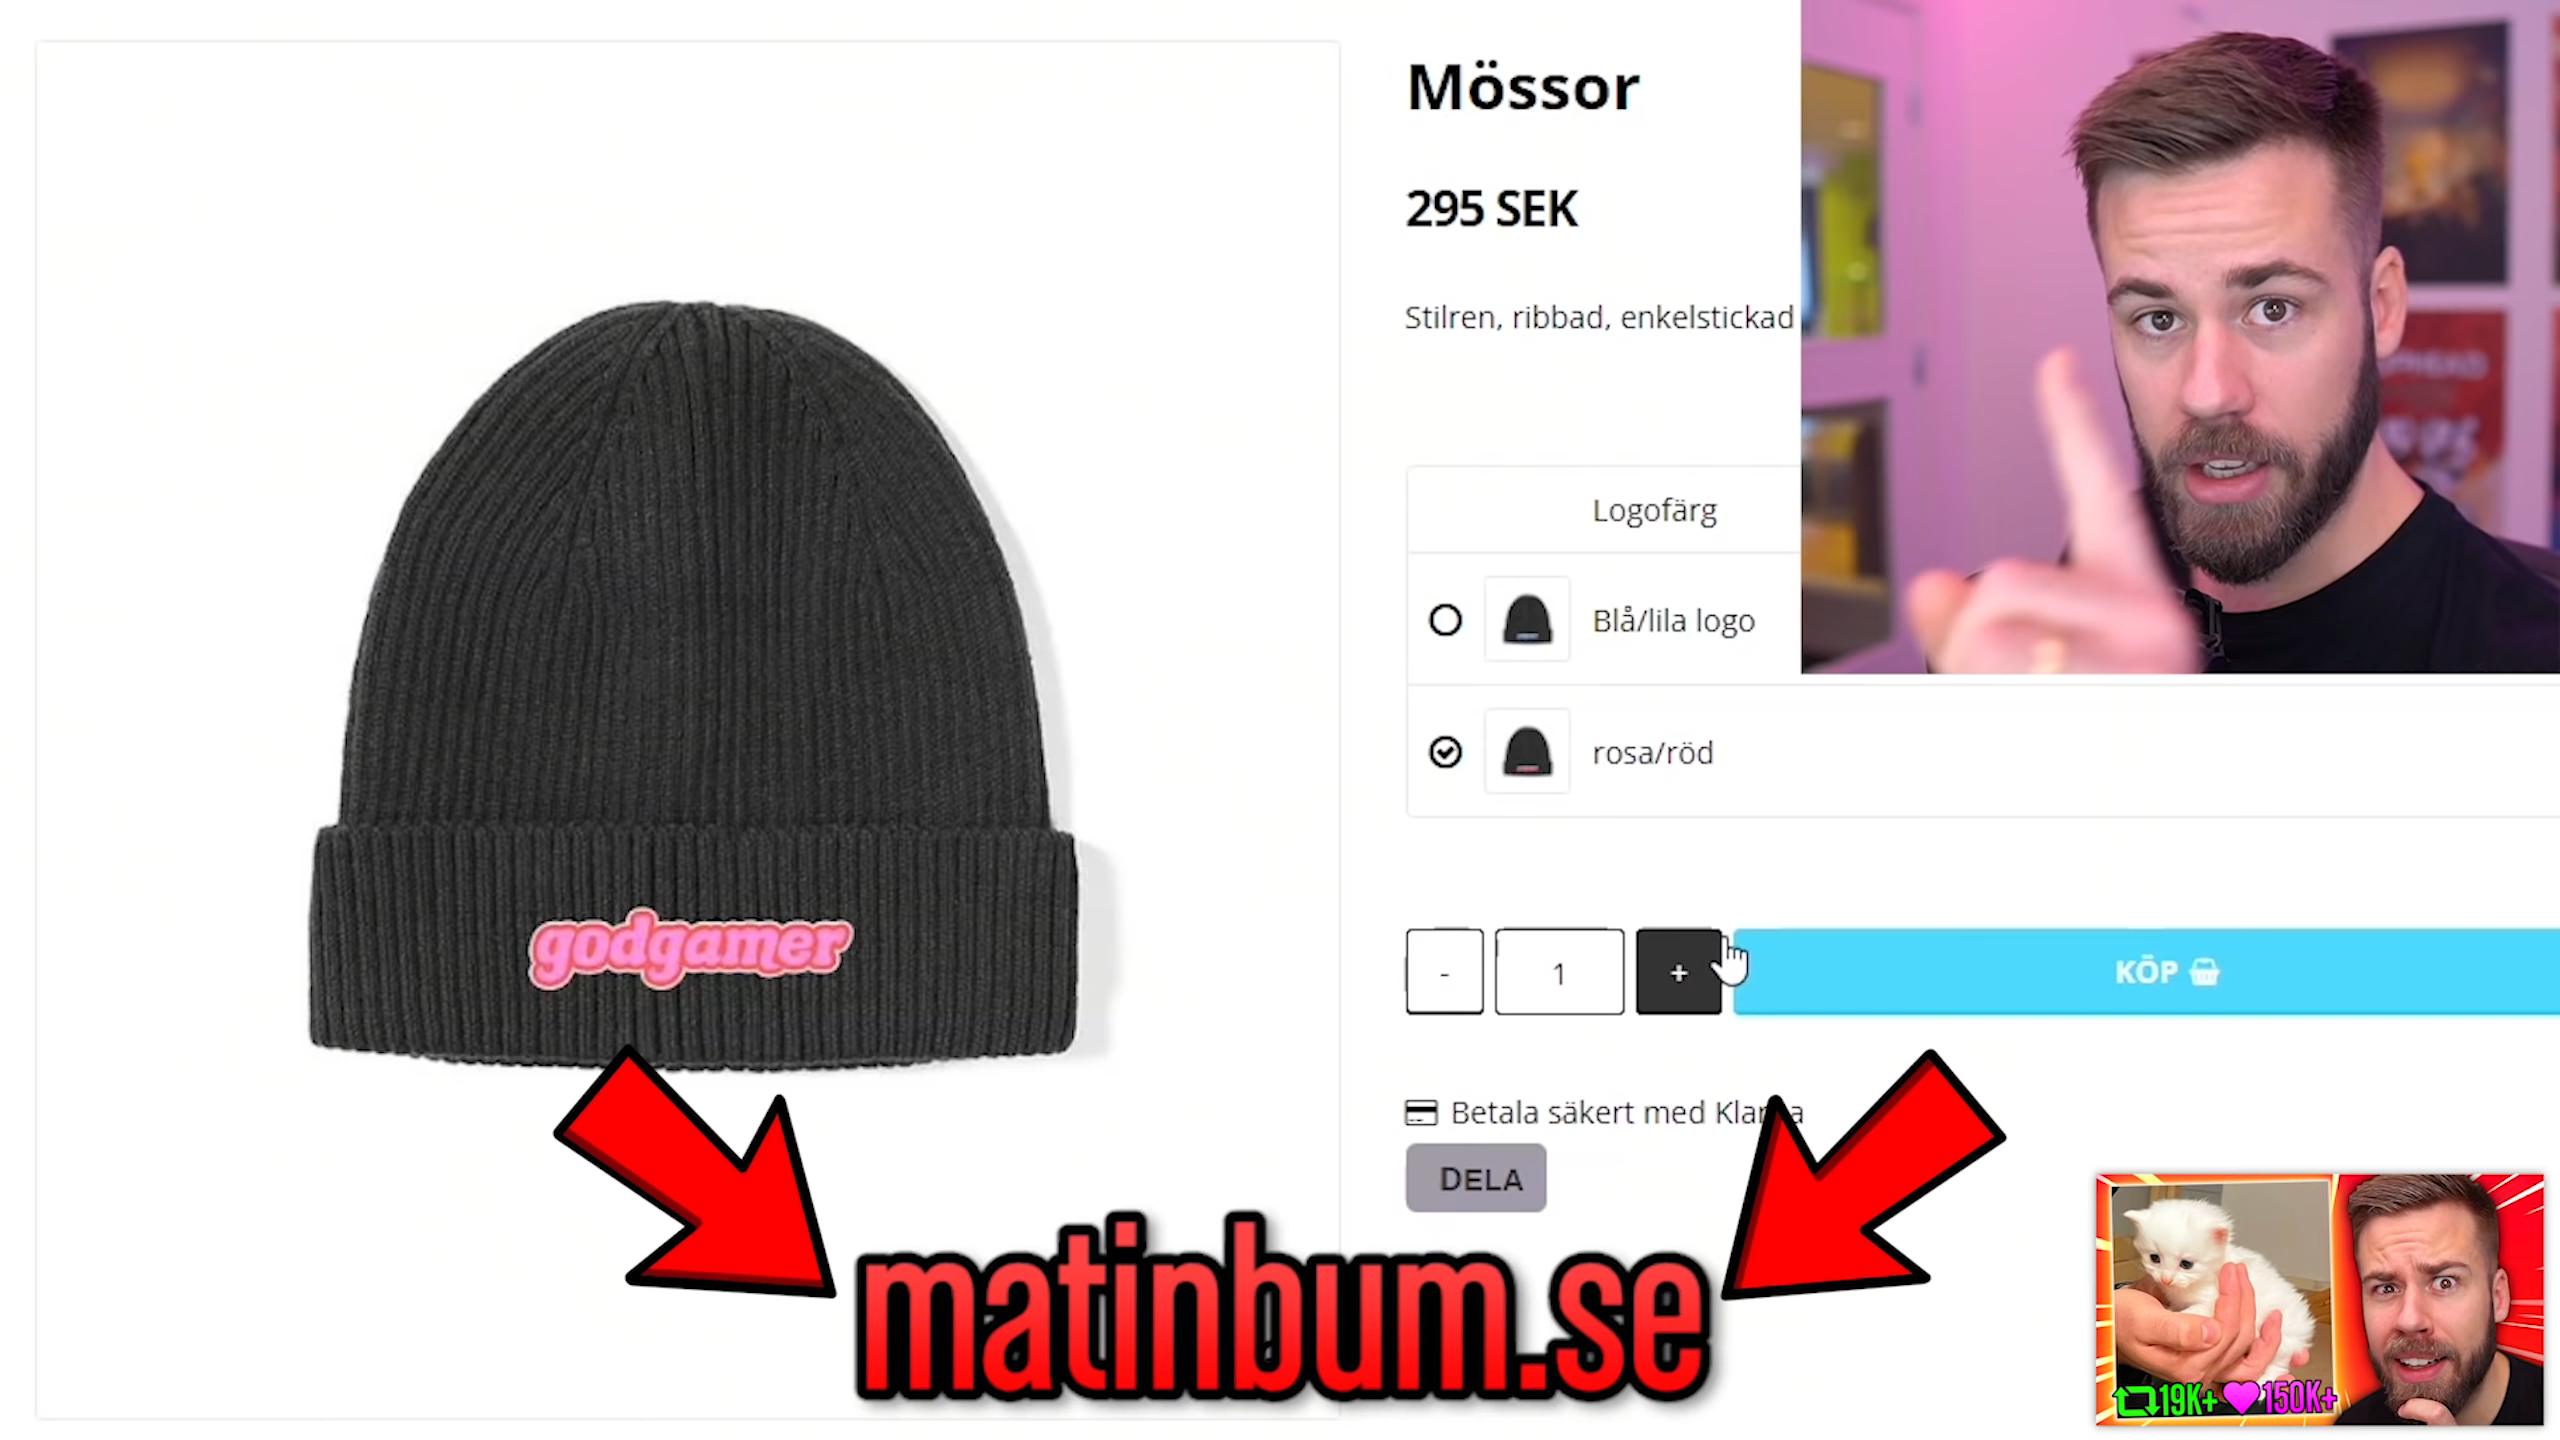 Mössor
295 SEK
Stilren, ribbad, enkelstickad
Logofärg
Blå/lila logo
rosa/röd
godgamer
- 1 +
KÖP
Betala säkert med Klarna
DELA
matinbum.se
19K+ 150K+